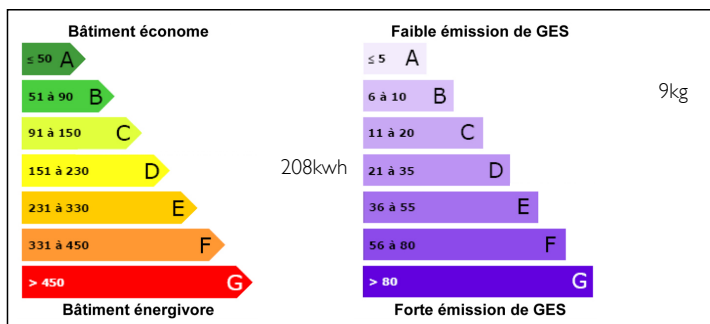 Bâtiment économe
≤ 50 A
51 à 90 B
91 à 150 C
151 à 230 D
208kwh
231 à 330 E
331 à 450 F
> 450 G
Bâtiment énergivore
Faible émission de GES
≤ 5 A
6 à 10 B
9kg
11 à 20 C
21 à 35 D
36 à 55 E
56 à 80 F
> 80 G
Forte émission de GES